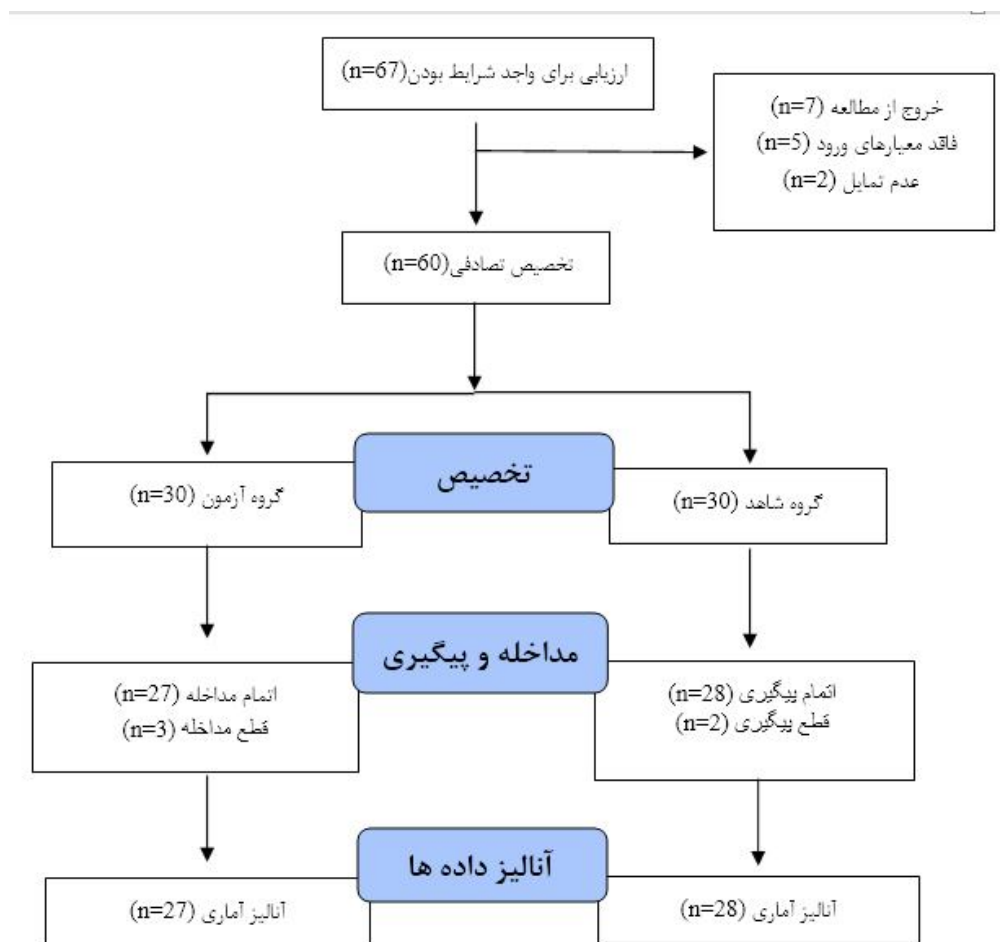 ارزیابی برای واجد شرایط بودن(n=67)
خروج از مطالعه (n=7)
فاقد معیارهای ورود (n=5)
عدم تمایل (n=2)
تخصیص تصادفی(n=60)
تخصیص
گروه شاهد (n=30)
گروه آزمون (n=30)
مداخله و پیگیری
اتمام پیگیری (n=28)
قطع پیگیری (n=2)
اتمام مداخله (n=27)
قطع مداخله (n=3)
آنالیز داده ها
آنالیز آماری (n=28)
آنالیز آماری (n=27)